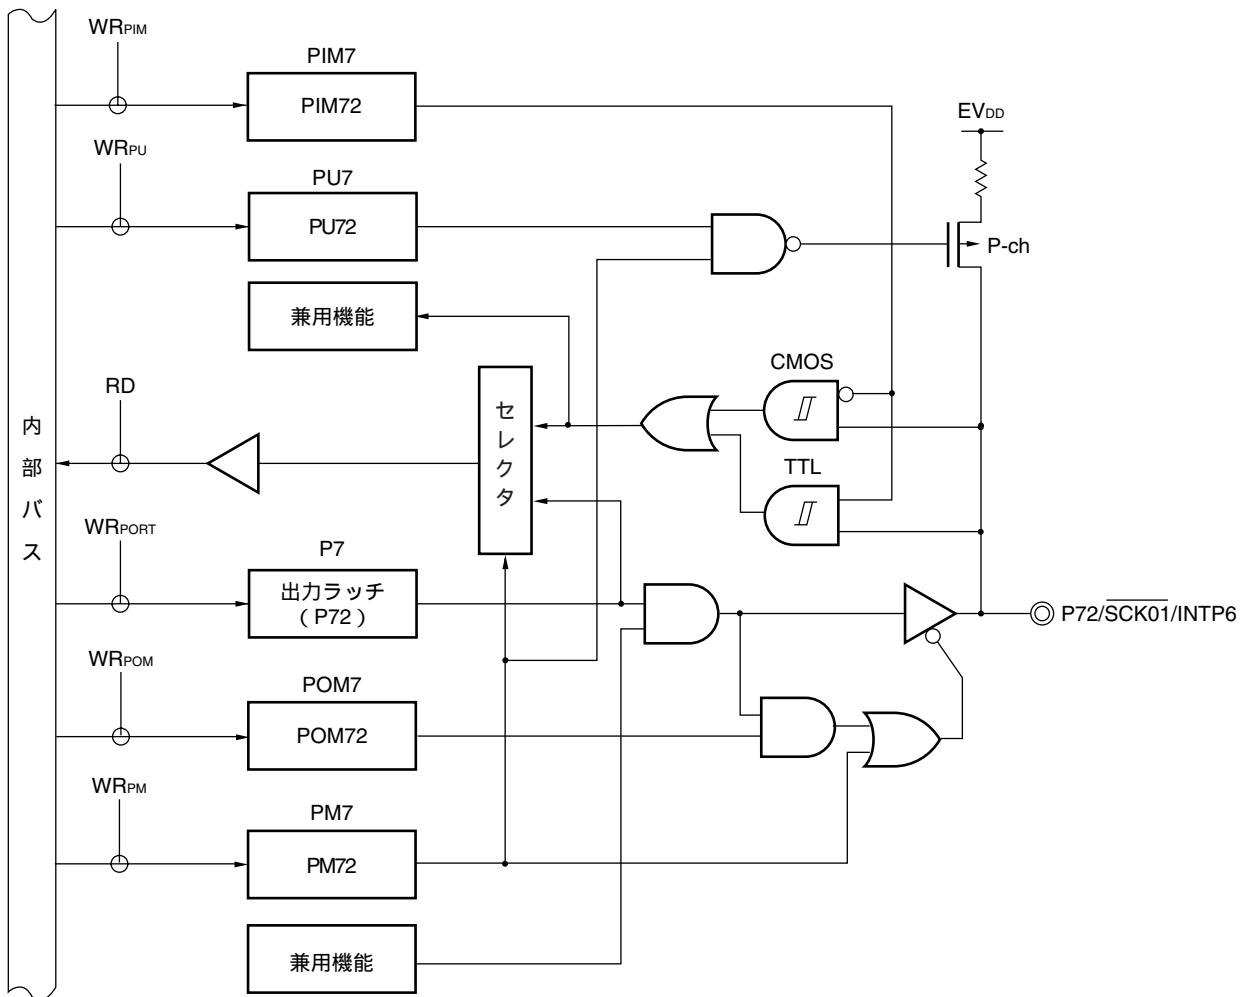 WRPIM
PIM7
PIM72
EVDD
WRPU
PU7
PU72
P-ch
兼用機能
CMOS
RD
セレクタ
内部バス
TTL
WRPORT
P7
出力ラッチ
(P72)
P72/SCK01/INTP6
WRPOM
POM7
POM72
WRPM
PM7
PM72
兼用機能